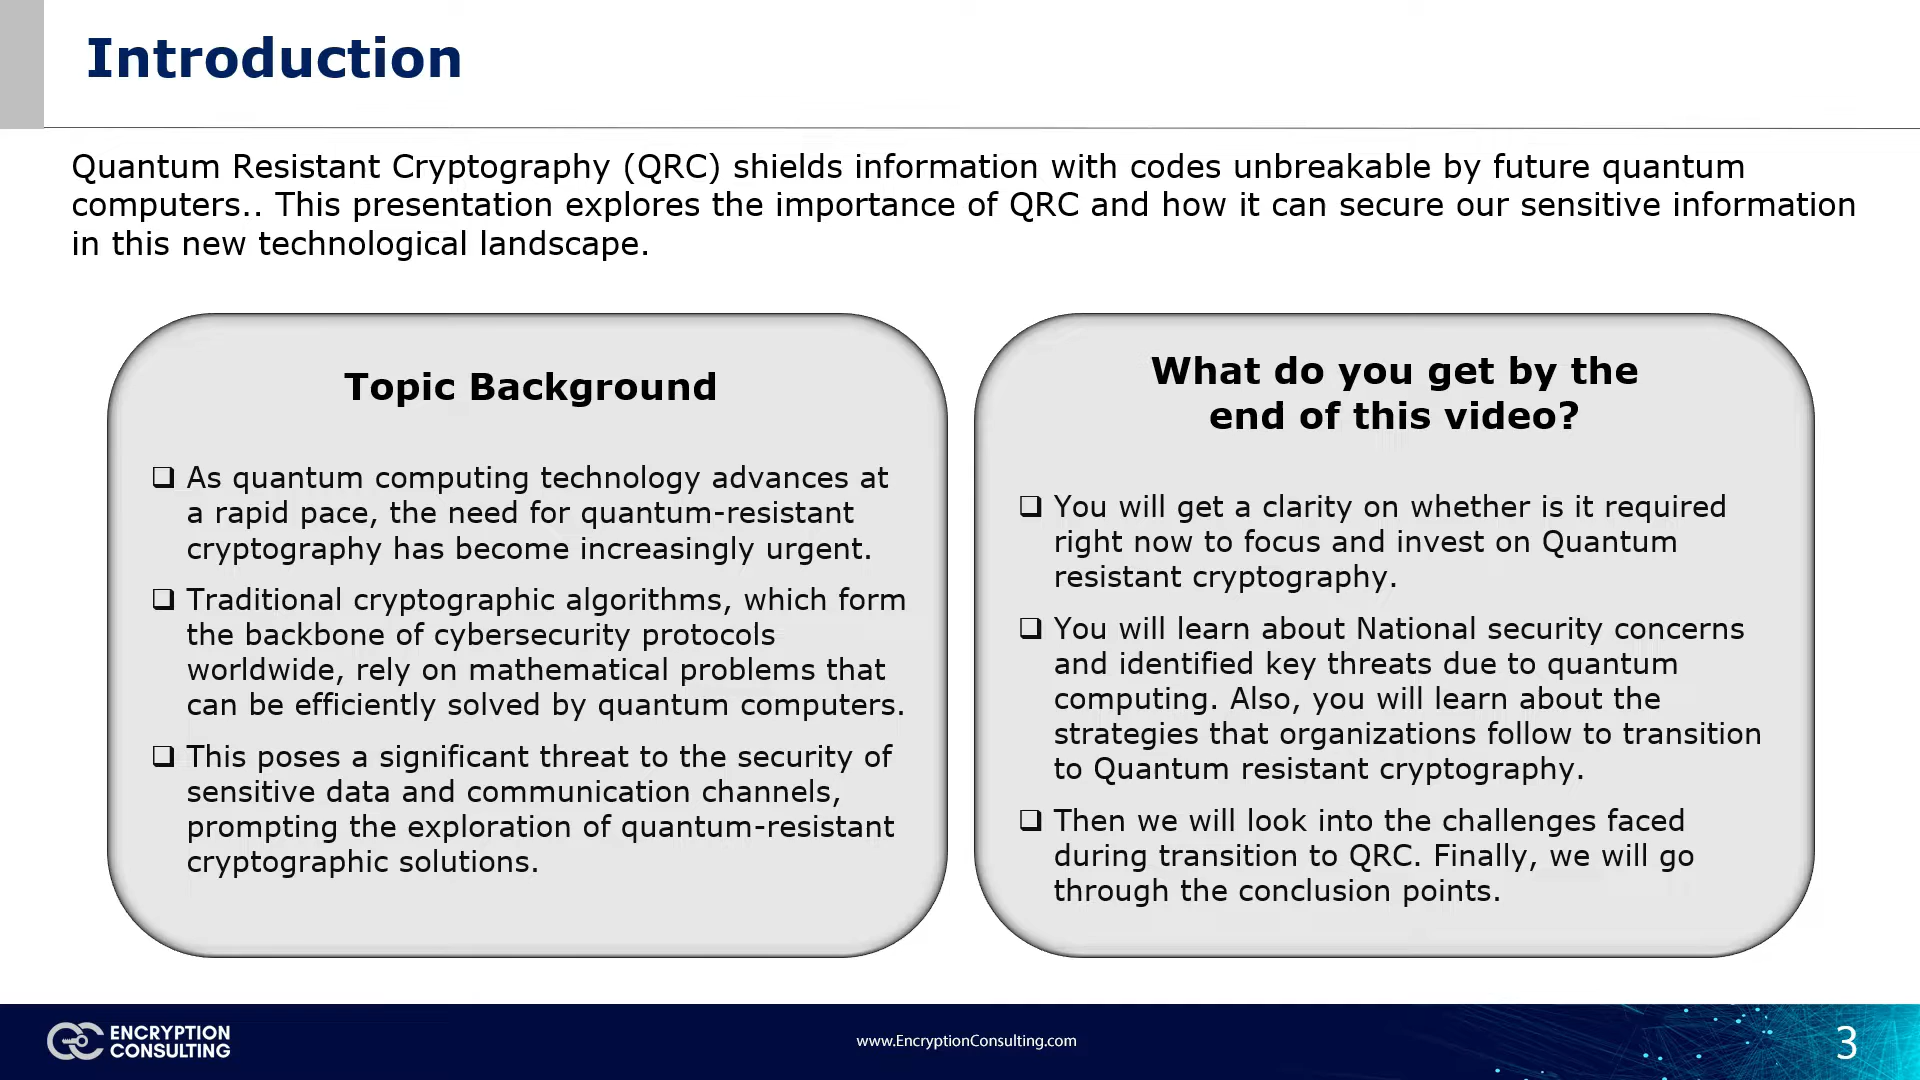 Introduction
Quantum Resistant Cryptography (QRC) shields information with codes unbreakable by future quantum
computers.. This presentation explores the importance of QRC and how it can secure our sensitive information
in this new technological landscape.
Topic Background
❑ As quantum computing technology advances at
a rapid pace, the need for quantum-resistant
cryptography has become increasingly urgent.
❑ Traditional cryptographic algorithms, which form
the backbone of cybersecurity protocols
worldwide, rely on mathematical problems that
can be efficiently solved by quantum computers.
❑ This poses a significant threat to the security of
sensitive data and communication channels,
prompting the exploration of quantum-resistant
cryptographic solutions.
What do you get by the
end of this video?
❑ You will get a clarity on whether is it required
right now to focus and invest on Quantum
resistant cryptography.
❑ You will learn about National security concerns
and identified key threats due to quantum
computing. Also, you will learn about the
strategies that organizations follow to transition
to Quantum resistant cryptography.
❑ Then we will look into the challenges faced
during transition to QRC. Finally, we will go
through the conclusion points.
ENCRYPTION
CONSULTING
www.EncryptionConsulting.com
3